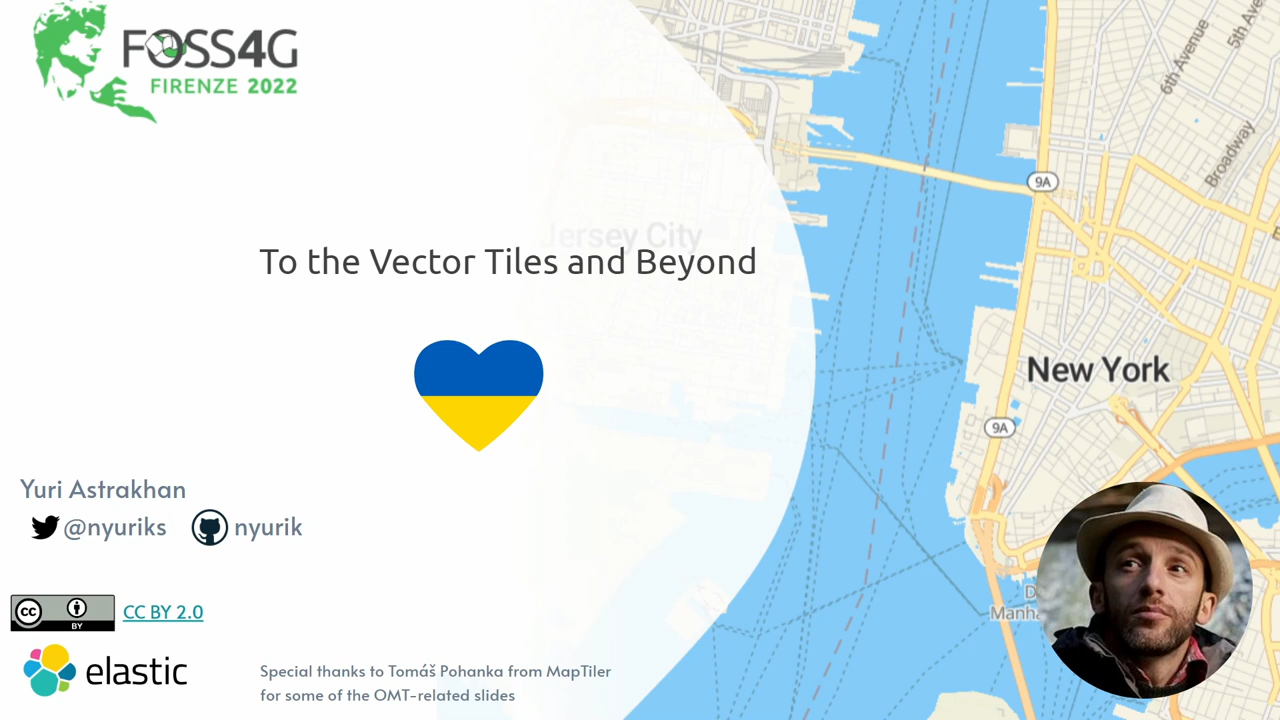 FOSS4G
FIRENZE 2022
6th Avenue
5th Ave
Broadway
9A
Jersey City
To the Vector Tiles and Beyond
New York
9A
Yuri Astrakhan
@nyuriks nyurik
cc BY CC BY 2.0
elastic
Special thanks to Tomáš Pohanka from MapTiler
for some of the OMT-related slides